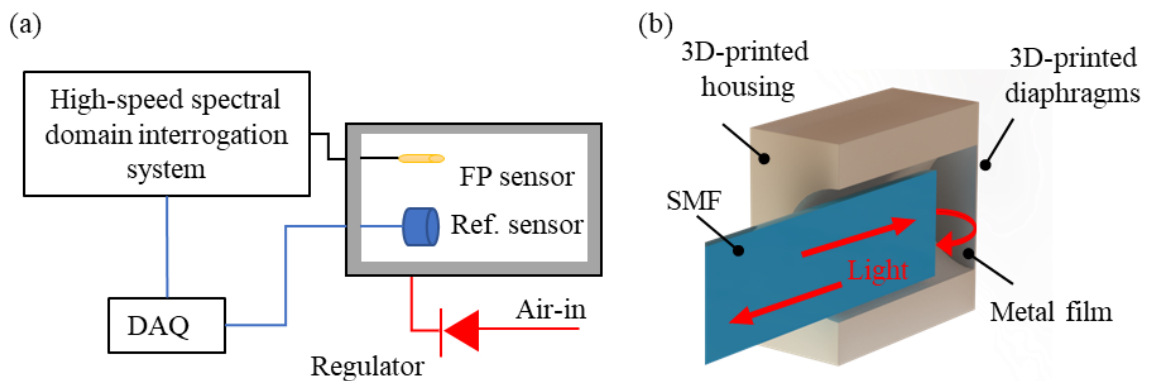 (a)
High-speed spectral
domain interrogation
system
FP sensor
Ref. sensor
DAQ
Air-in
Regulator
(b)
3D-printed
housing
3D-printed
diaphragms
SMF
Light
Metal film